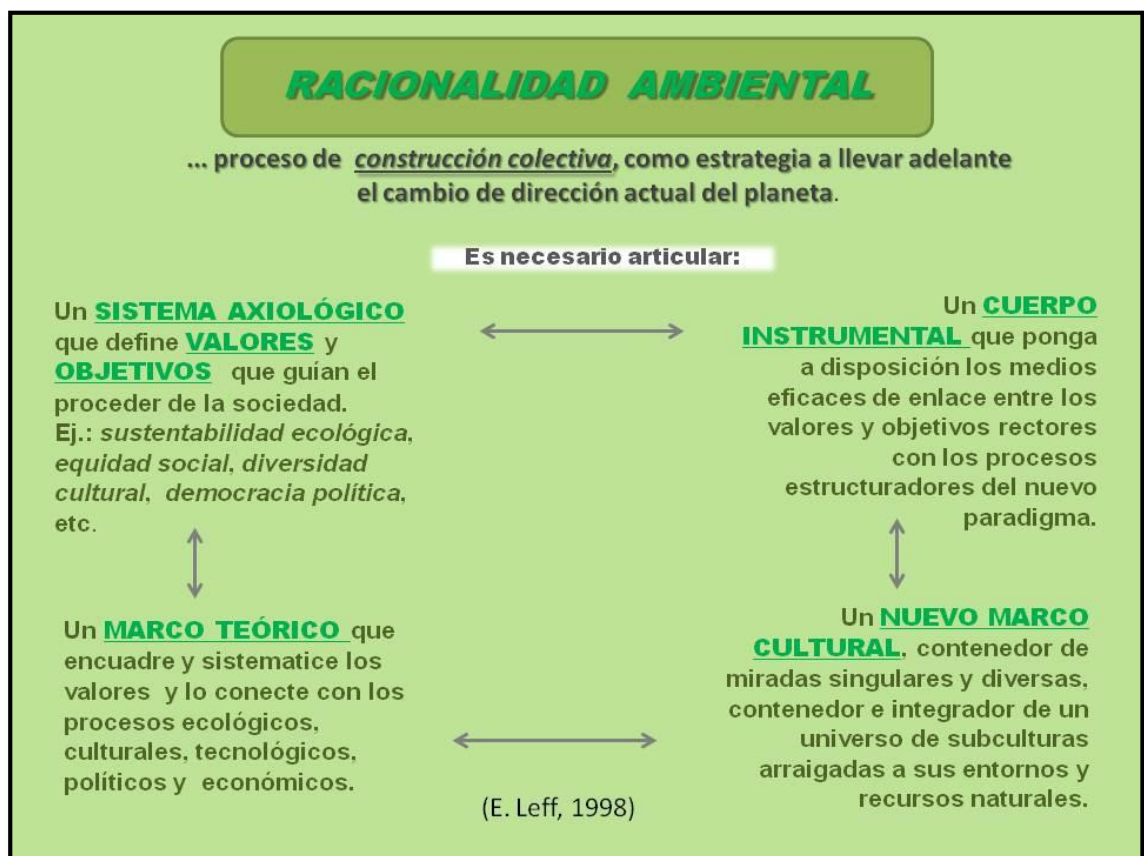 RACIONALIDAD AMBIENTAL
... proceso de construcción colectiva, como estrategia a llevar adelante
el cambio de dirección actual del planeta.
Es necesario articular:
Un SISTEMA AXIOLÓGICO
que define VALORES y
OBJETIVOS que guían el
proceder de la sociedad.
Ej.: sustentabilidad ecológica,
equidad social, diversidad
cultural, democracia política,
etc.
Un CUERPO
INSTRUMENTAL que ponga
a disposición los medios
eficaces de enlace entre los
valores y objetivos rectores
con los procesos
estructuradores del nuevo
paradigma.
Un MARCO TEÓRICO que
encuadre y sistematice los
valores y lo conecte con los
procesos ecológicos,
culturales, tecnológicos,
políticos y económicos.
Un NUEVO MARCO
CULTURAL, contenedor de
miradas singulares y diversas,
contenedor e integrador de un
universo de subculturas
arraigadas a sus entornos y
recursos naturales.
(E. Leff, 1998)